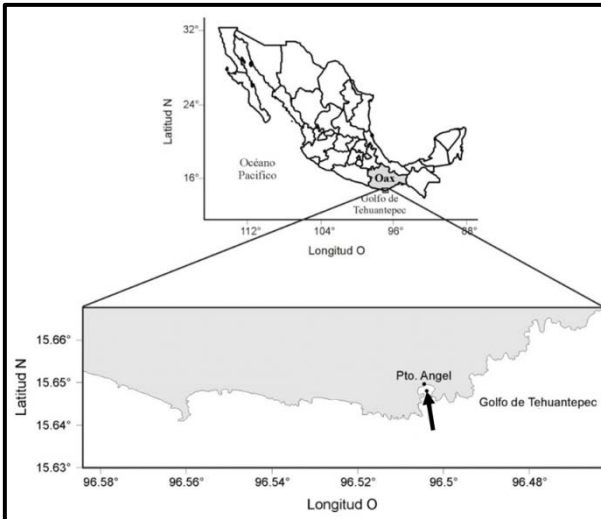 32°
24°
16°
Latitud N
Océano
Pacifico
Oax
Golfo de
Tehuantepec
112° 104° 96° 88°
Longitud O
15.66°
15.65°
15.64°
15.63°
Latitud N
Pto. Angel
Golfo de Tehuantepec
96.58° 96.56° 96.54° 96.52° 96.5° 96.48°
Longitud O